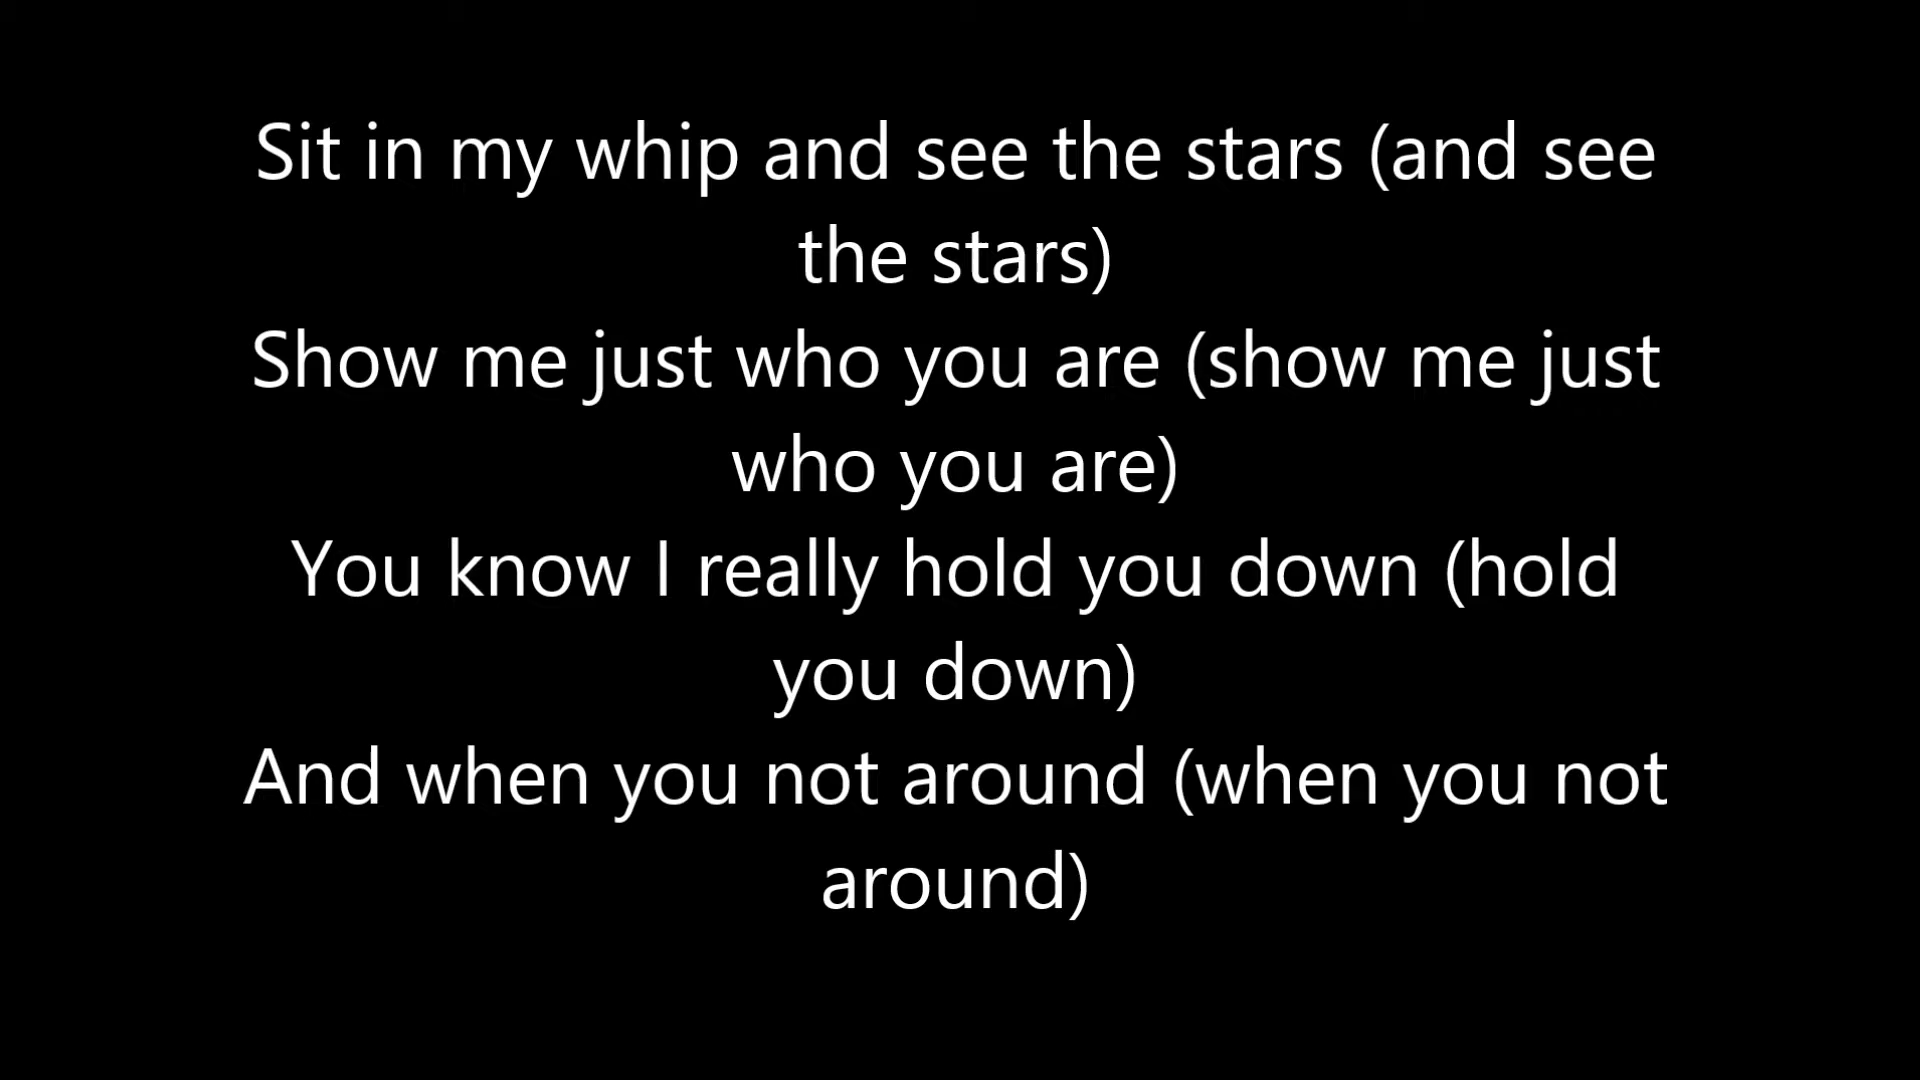 Sit in my whip and see the stars (and see
the stars)
Show me just who you are (show me just
who you are)
You know I really hold you down (hold
you down)
And when you not around (when you not
around)